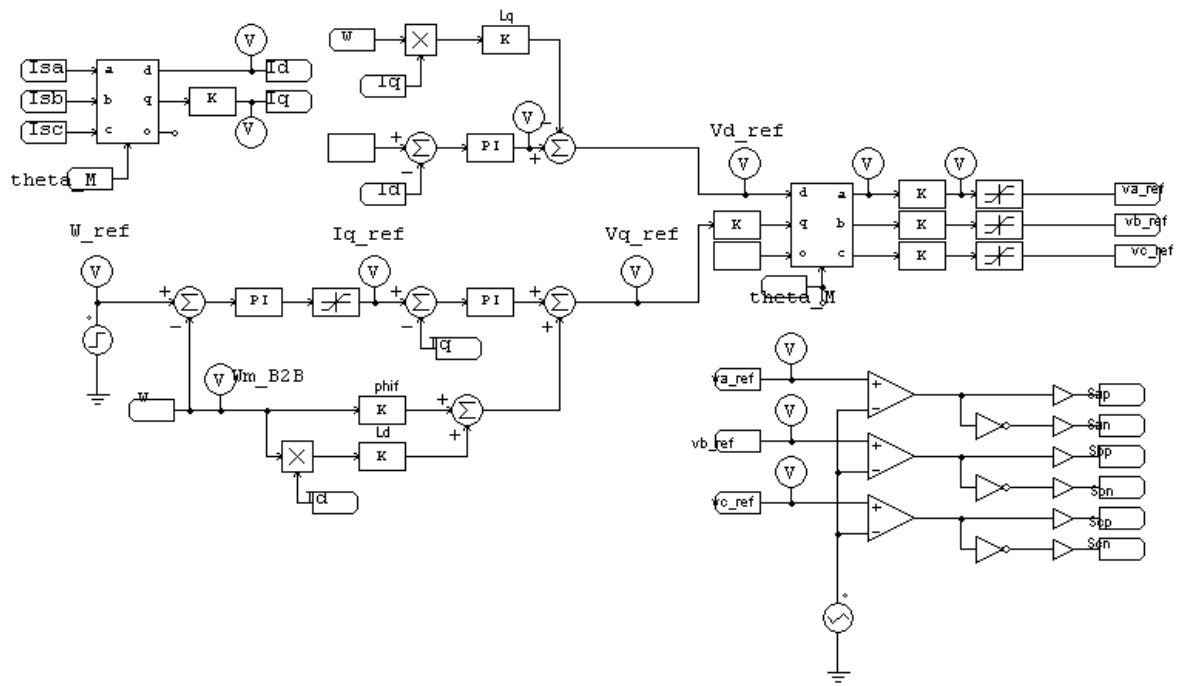 Lq
V
W
K
Isa
a
d
Id
Iq
Isb
b
q
K
Iq
V
Isc
c
o
V
theta_M
+
PI
+
−
−
Id
Vd_ref
V
V
V
d
a
K
va_ref
W_ref
Iq_ref
Vq_ref
K
q
b
K
vb_ref
V
V
V
o
c
K
vc_ref
theta_M
+
PI
+
PI
+
−
−
+
Iq
V
Wm_B2B
V
phif
va_ref
+
Sap
W
K
+
−
San
Ld
V
K
+
vb_ref
+
Sbp
Id
−
Sbn
V
vc_ref
+
Scp
−
Scn